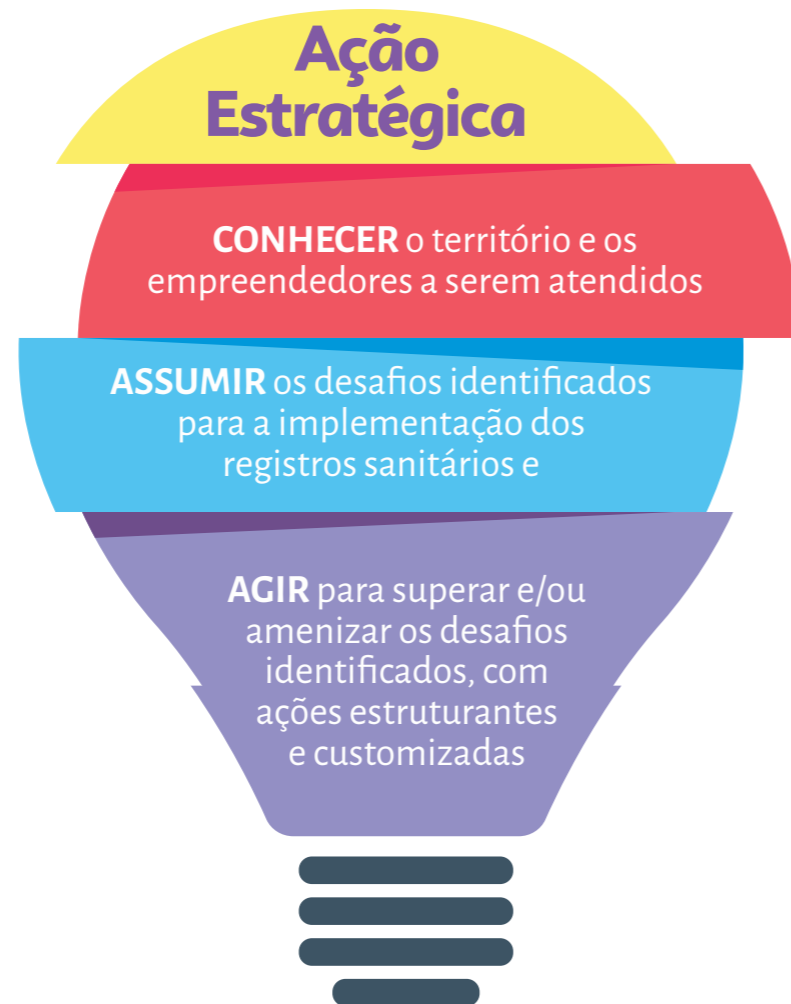 Ação
Estratégica
CONHECER o território e os
empreendedores a serem atendidos
ASSUMIR os desafios identificados
para a implementação dos
registros sanitários e
AGIR para superar e/ou
amenizar os desafios
identificados, com
ações estruturantes
e customizadas